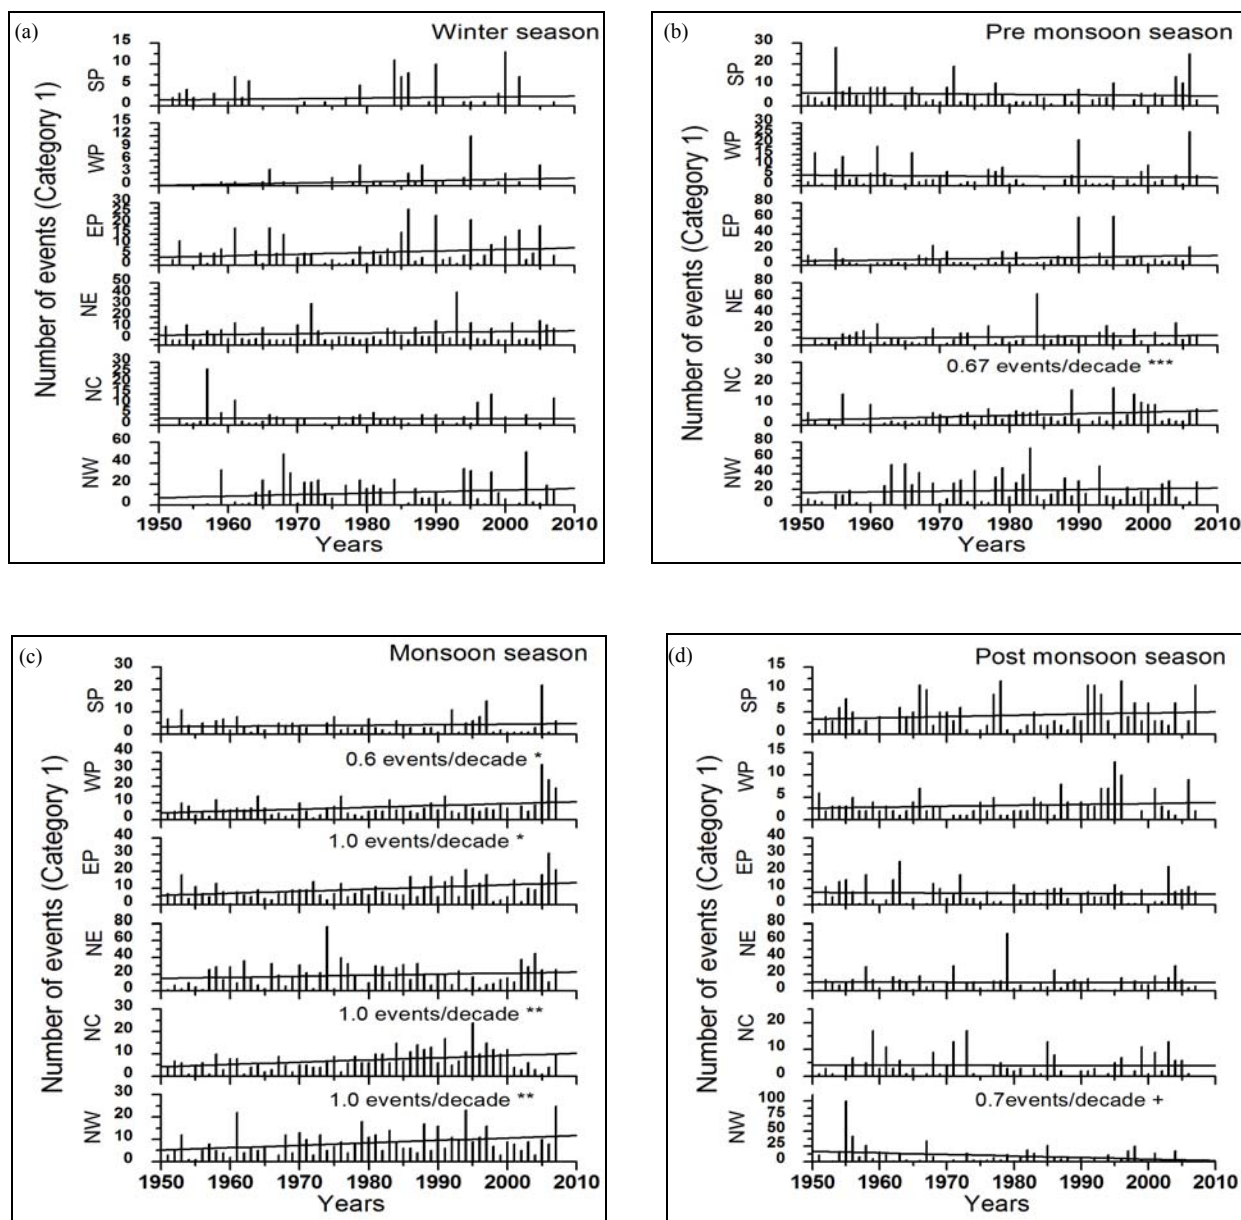 (a)
Winter season
Number of events (Category 1)
SP
15
10
5
0
WP
15
12
9
6
3
0
EP
30
25
20
15
10
5
0
NE
50
40
30
20
10
0
NC
30
25
20
15
10
5
0
NW
60
40
20
0
1950 1960 1970 1980 1990 2000 2010
Years
(b)
Pre monsoon season
Number of events (Category 1)
SP
30
20
10
0
WP
30
25
20
15
10
5
0
EP
80
60
40
20
0
NE
80
60
40
20
0
0.67 events/decade ***
NC
30
20
10
0
NW
80
60
40
20
0
1950 1960 1970 1980 1990 2000 2010
Years
(c)
Monsoon season
Number of events (Category 1)
SP
30
20
10
0
0.6 events/decade *
WP
40
30
20
10
0
1.0 events/decade *
EP
40
30
20
10
0
NE
80
60
40
20
0
1.0 events/decade **
NC
30
20
10
0
1.0 events/decade **
NW
30
20
10
0
1950 1960 1970 1980 1990 2000 2010
Years
(d)
Post monsoon season
Number of events (Category 1)
SP
15
10
5
0
WP
15
10
5
0
EP
40
30
20
10
0
NE
80
60
40
20
0
NC
30
20
10
0
0.7events/decade +
NW
100
75
50
25
0
1950 1960 1970 1980 1990 2000 2010
Years